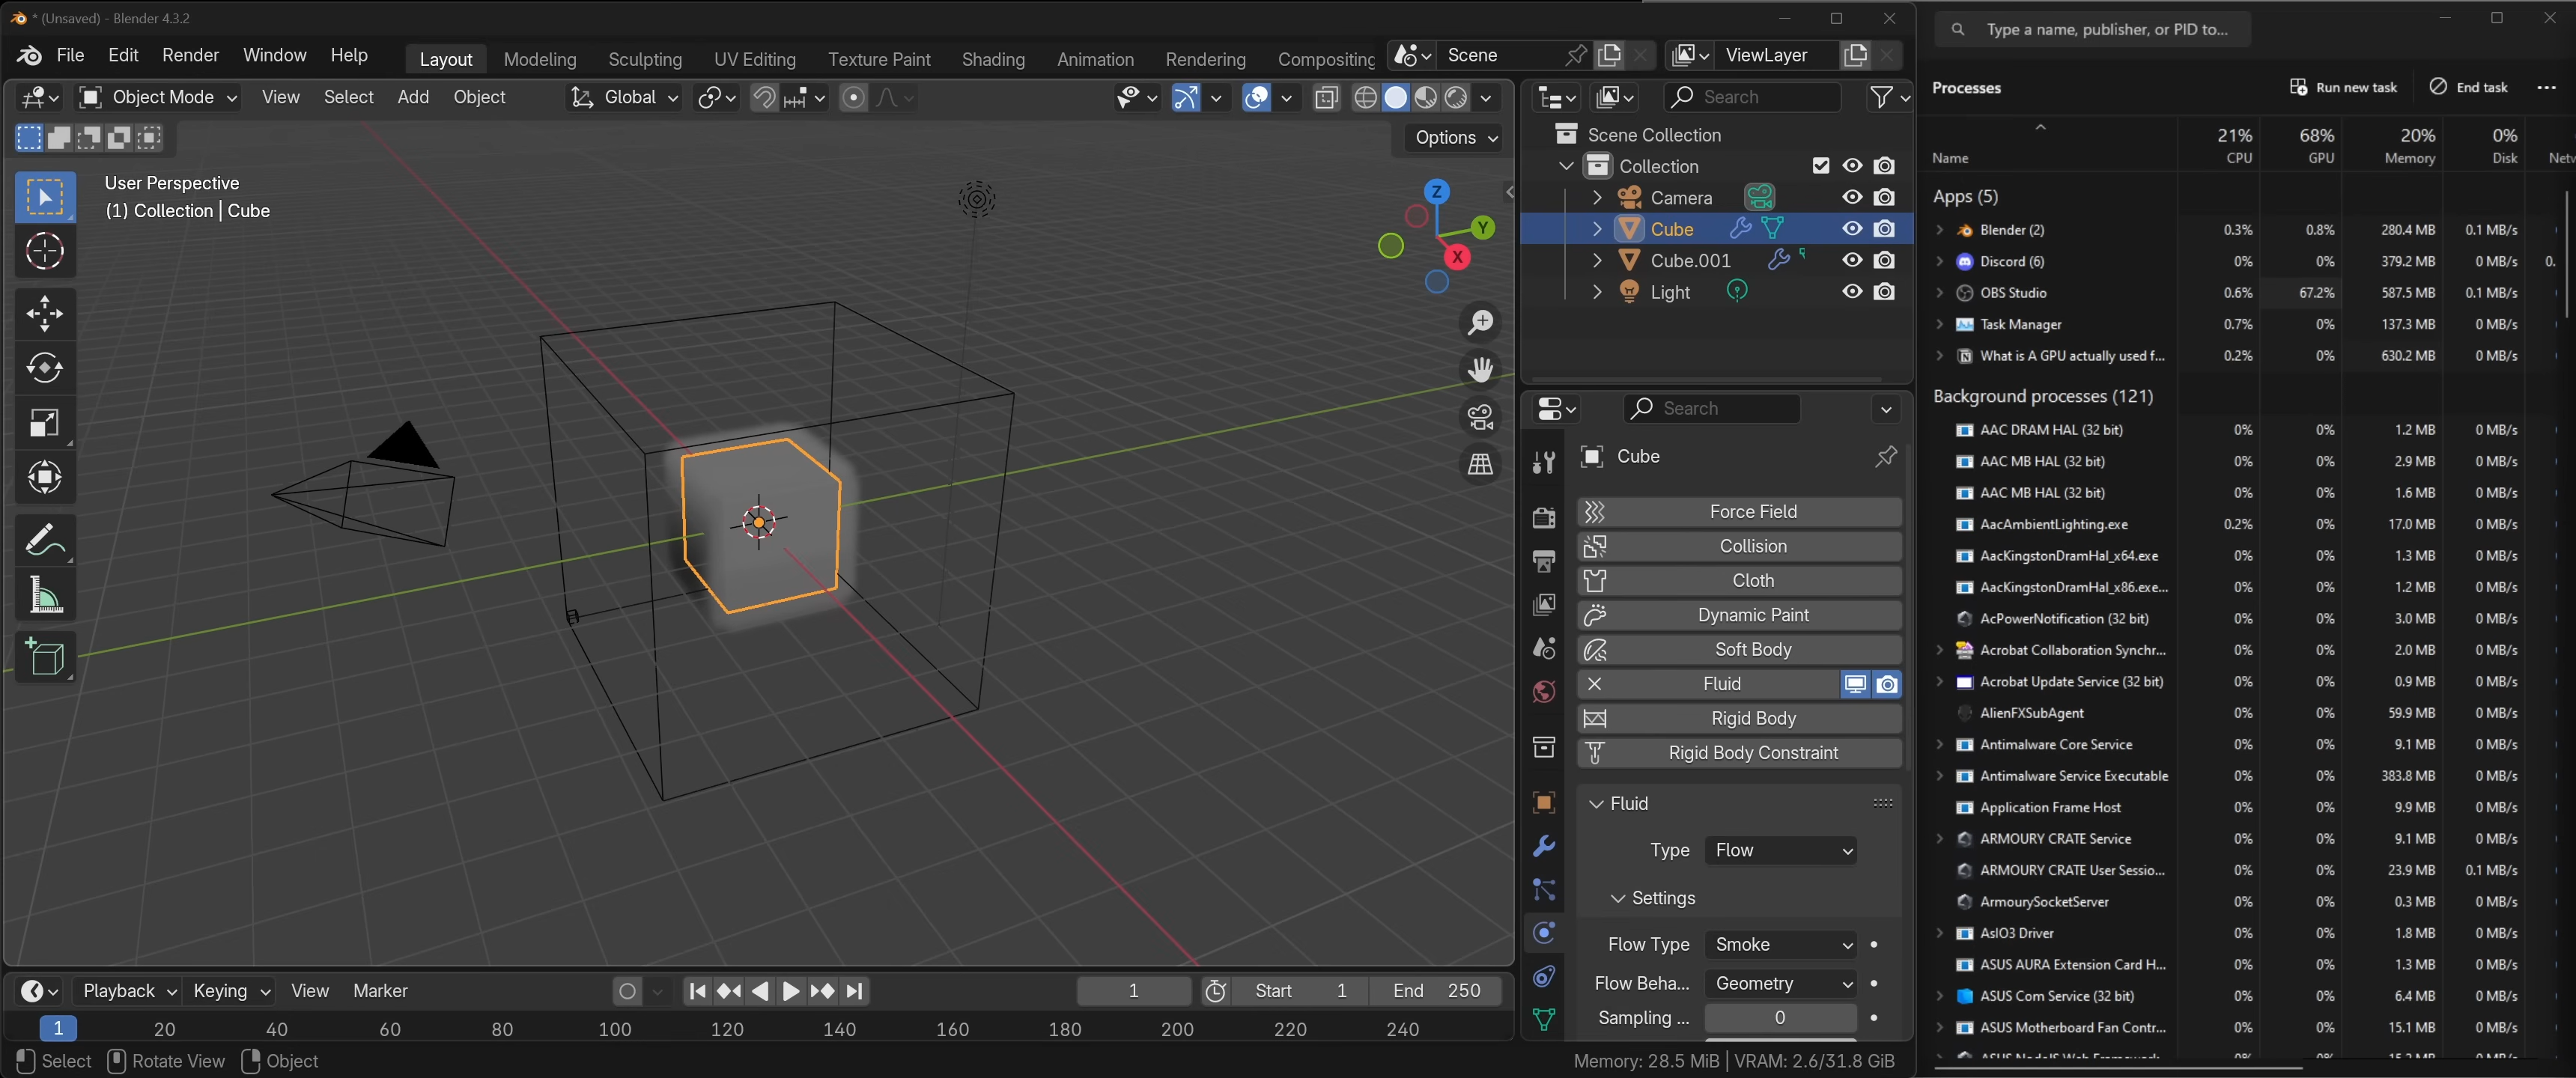 * (Unsaved) - Blender 4.3.2
File Edit Render Window Help
Layout Modeling Sculpting UV Editing Texture Paint Shading Animation Rendering Compositing
Scene
ViewLayer
Object Mode View Select Add Object
Global
Options
User Perspective
(1) Collection | Cube
Z
Y
X
Search
Scene Collection
Collection
Camera
Cube
Cube.001
Light
Search
Cube
Force Field
Collision
Cloth
Dynamic Paint
Soft Body
Fluid
Rigid Body
Rigid Body Constraint
Fluid
Type Flow
Settings
Flow Type Smoke
Flow Beha... Geometry
Sampling ... 0
Playback Keying View Marker
1
Start 1
End 250
1 20 40 60 80 100 120 140 160 180 200 220 240
Select Rotate View Object
Memory: 28.5 MiB | VRAM: 2.6/31.8 GiB
Type a name, publisher, or PID to...
Processes
Run new task
End task
21% 68% 20% 0%
Name CPU GPU Memory Disk Netw
Apps (5)
Blender (2) 0.3% 0.8% 280.4 MB 0.1 MB/s
Discord (6) 0% 0% 379.2 MB 0 MB/s 0.
OBS Studio 0.6% 67.2% 587.5 MB 0.1 MB/s
Task Manager 0.7% 0% 137.3 MB 0 MB/s
What is A GPU actually used f... 0.2% 0% 630.2 MB 0 MB/s
Background processes (121)
AAC DRAM HAL (32 bit) 0% 0% 1.2 MB 0 MB/s
AAC MB HAL (32 bit) 0% 0% 2.9 MB 0 MB/s
AAC MB HAL (32 bit) 0% 0% 1.6 MB 0 MB/s
AacAmbientLighting.exe 0.2% 0% 17.0 MB 0 MB/s
AacKingstonDramHal_x64.exe 0% 0% 1.3 MB 0 MB/s
AacKingstonDramHal_x86.exe... 0% 0% 1.2 MB 0 MB/s
AcPowerNotification (32 bit) 0% 0% 3.0 MB 0 MB/s
Acrobat Collaboration Synchr... 0% 0% 2.0 MB 0 MB/s
Acrobat Update Service (32 bit) 0% 0% 0.9 MB 0 MB/s
AlienFXSubAgent 0% 0% 59.9 MB 0 MB/s
Antimalware Core Service 0% 0% 9.1 MB 0 MB/s
Antimalware Service Executable 0% 0% 383.8 MB 0 MB/s
Application Frame Host 0% 0% 9.9 MB 0 MB/s
ARMOURY CRATE Service 0% 0% 9.1 MB 0 MB/s
ARMOURY CRATE User Sessio... 0% 0% 23.9 MB 0.1 MB/s
ArmourySocketServer 0% 0% 0.3 MB 0 MB/s
AsIO3 Driver 0% 0% 1.8 MB 0 MB/s
ASUS AURA Extension Card H... 0% 0% 1.3 MB 0 MB/s
ASUS Com Service (32 bit) 0% 0% 6.4 MB 0 MB/s
ASUS Motherboard Fan Contr... 0% 0% 15.1 MB 0 MB/s